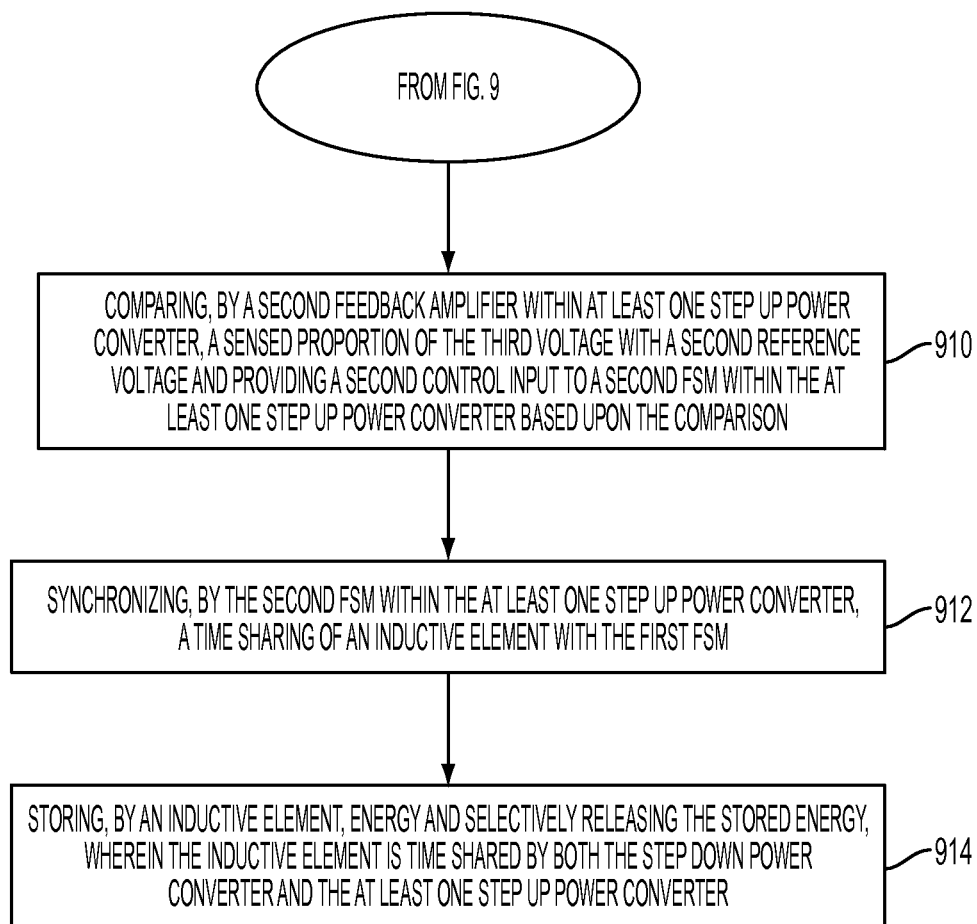 FROM FIG. 9
COMPARING, BY A SECOND FEEDBACK AMPLIFIER WITHIN AT LEAST ONE STEP UP POWER
CONVERTER, A SENSED PROPORTION OF THE THIRD VOLTAGE WITH A SECOND REFERENCE
VOLTAGE AND PROVIDING A SECOND CONTROL INPUT TO A SECOND FSM WITHIN THE AT
LEAST ONE STEP UP POWER CONVERTER BASED UPON THE COMPARISON
910
SYNCHRONIZING, BY THE SECOND FSM WITHIN THE AT LEAST ONE STEP UP POWER CONVERTER,
A TIME SHARING OF AN INDUCTIVE ELEMENT WITH THE FIRST FSM
912
STORING, BY AN INDUCTIVE ELEMENT, ENERGY AND SELECTIVELY RELEASING THE STORED ENERGY,
WHEREIN THE INDUCTIVE ELEMENT IS TIME SHARED BY BOTH THE STEP DOWN POWER
CONVERTER AND THE AT LEAST ONE STEP UP POWER CONVERTER
914